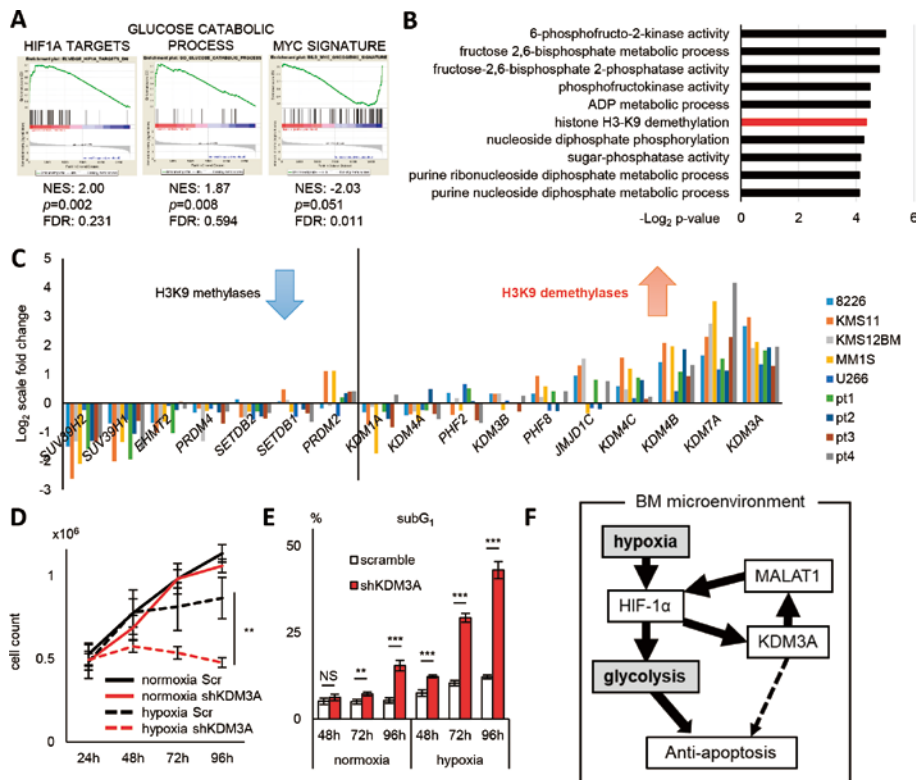 A
GLUCOSE CATABOLIC
HIF1A TARGETS PROCESS MYC SIGNATURE
NES: 2.00 NES: 1.87 NES: -2.03
p=0.002 p=0.008 p=0.051
FDR: 0.231 FDR: 0.594 FDR: 0.011
B
6-phosphofructo-2-kinase activity
fructose 2,6-bisphosphate metabolic process
fructose-2,6-bisphosphate 2-phosphatase activity
phosphofructokinase activity
ADP metabolic process
histone H3-K9 demethylation
nucleoside diphosphate phosphorylation
sugar-phosphatase activity
purine ribonucleoside diphosphate metabolic process
purine nucleoside diphosphate metabolic process
-Log2 p-value 0 2 4 6
C
Log2 scale fold change
5
4
3
2
1
0
-1
-2
-3
H3K9 methylases
H3K9 demethylases
SUV39H2 SUV39H1 EHMT2 PRDM4 SETDB2 SETDB1 PRDM2 KDM1A KDM4A PHF2 KDM3B PHF8 JMJD1C KDM4C KDM4B KDM7A KDM3A
8226
KMS11
KMS12BM
MM1S
U266
pt1
pt2
pt3
pt4
D
x10⁶
cell count
1
0.5
0
normoxia Scr
normoxia shKDM3A
hypoxia Scr
hypoxia shKDM3A
**
24h 48h 72h 96h
E
% subG1
50
25
0
scramble
shKDM3A
NS ** *** *** *** ***
48h 72h 96h 48h 72h 96h
normoxia hypoxia
F
BM microenvironment
hypoxia
MALAT1
HIF-1α
KDM3A
glycolysis
Anti-apoptosis